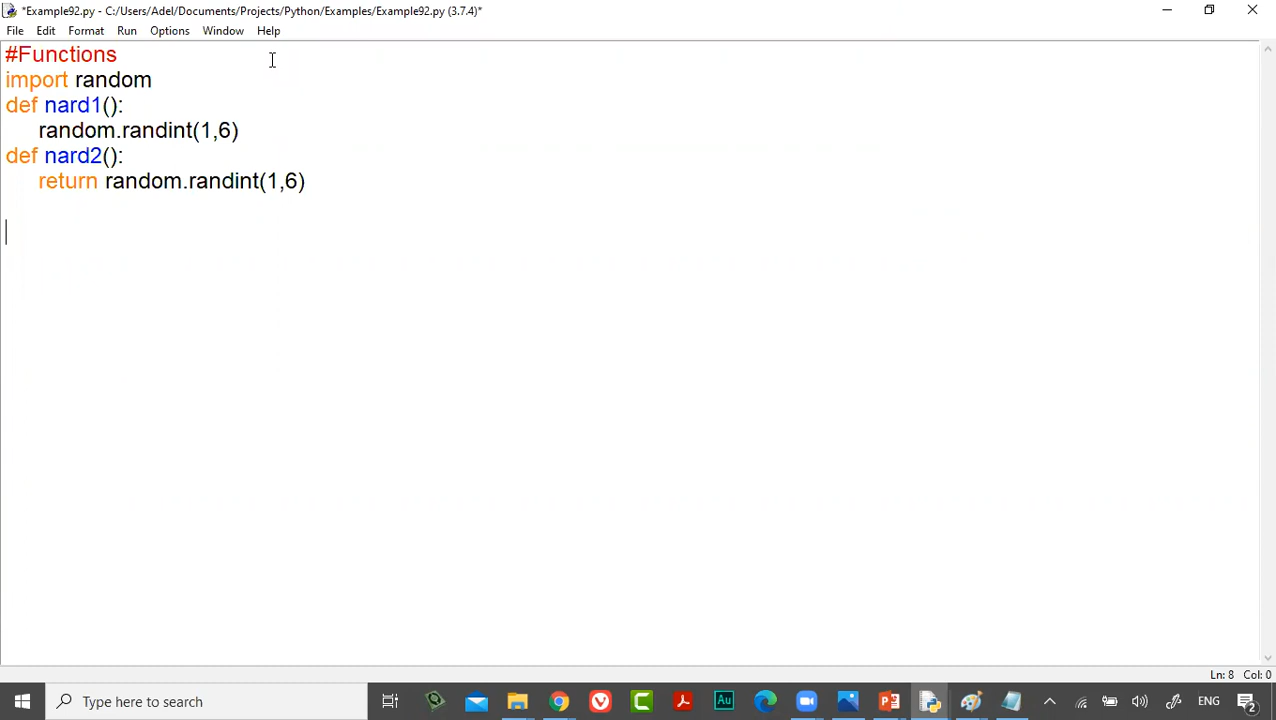 *Example92.py - C:/Users/Adel/Documents/Projects/Python/Examples/Example92.py (3.7.4)*
File Edit Format Run Options Window Help
#Functions
import random
def nard1():
random.randint(1,6)
def nard2():
return random.randint(1,6)
Ln: 8 Col: 0
Type here to search
Au
ENG
2